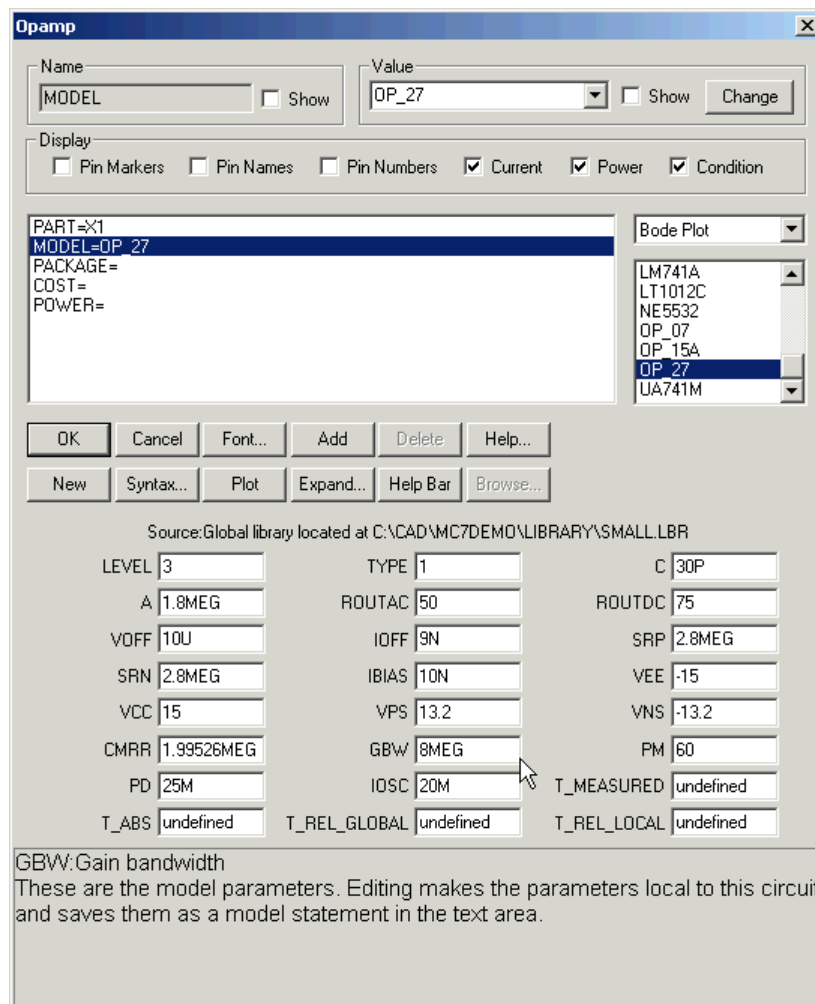 Opamp
Name
MODEL
Show
Value
OP_27
Show
Change
Display
Pin Markers
Pin Names
Pin Numbers
Current
Power
Condition
PART=X1
MODEL=OP_27
PACKAGE=
COST=
POWER=
Bode Plot
LM741A
LT1012C
NE5532
OP_07
OP_15A
OP_27
UA741M
OK
Cancel
Font...
Add
Delete
Help...
New
Syntax...
Plot
Expand...
Help Bar
Browse...
Source:Global library located at C:\CAD\MC7DEMO\LIBRARY\SMALL.LBR
LEVEL 3 TYPE 1 C 30P
A 1.8MEG ROUTAC 50 ROUTDC 75
VOFF 10U IOFF 9N SRP 2.8MEG
SRN 2.8MEG IBIAS 10N VEE -15
VCC 15 VPS 13.2 VNS -13.2
CMRR 1.99526MEG GBW 8MEG PM 60
PD 25M IOSC 20M T_MEASURED undefined
T_ABS undefined T_REL_GLOBAL undefined T_REL_LOCAL undefined
GBW:Gain bandwidth
These are the model parameters. Editing makes the parameters local to this circuit
and saves them as a model statement in the text area.